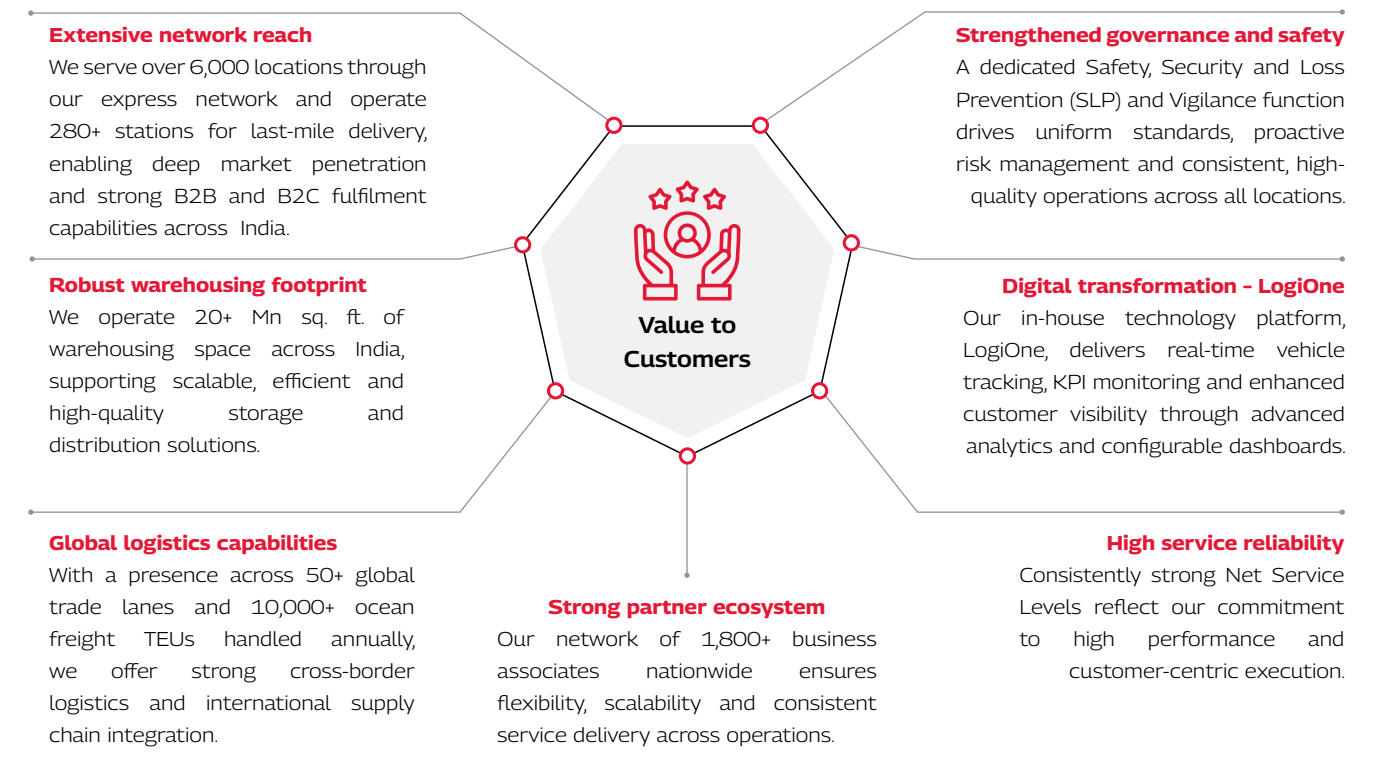 Extensive network reach
We serve over 6,000 locations through
our express network and operate
280+ stations for last-mile delivery,
enabling deep market penetration
and strong B2B and B2C fulfilment
capabilities across India.
Robust warehousing footprint
We operate 20+ Mn sq. ft. of
warehousing space across India,
supporting scalable, efficient and
high-quality storage and
distribution solutions.
Global logistics capabilities
With a presence across 50+ global
trade lanes and 10,000+ ocean
freight TEUs handled annually,
we offer strong cross-border
logistics and international supply
chain integration.
Value to
Customers
Strong partner ecosystem
Our network of 1,800+ business
associates nationwide ensures
flexibility, scalability and consistent
service delivery across operations.
Strengthened governance and safety
A dedicated Safety, Security and Loss
Prevention (SLP) and Vigilance function
drives uniform standards, proactive
risk management and consistent, high-
quality operations across all locations.
Digital transformation - LogiOne
Our in-house technology platform,
LogiOne, delivers real-time vehicle
tracking, KPI monitoring and enhanced
customer visibility through advanced
analytics and configurable dashboards.
High service reliability
Consistently strong Net Service
Levels reflect our commitment
to high performance and
customer-centric execution.